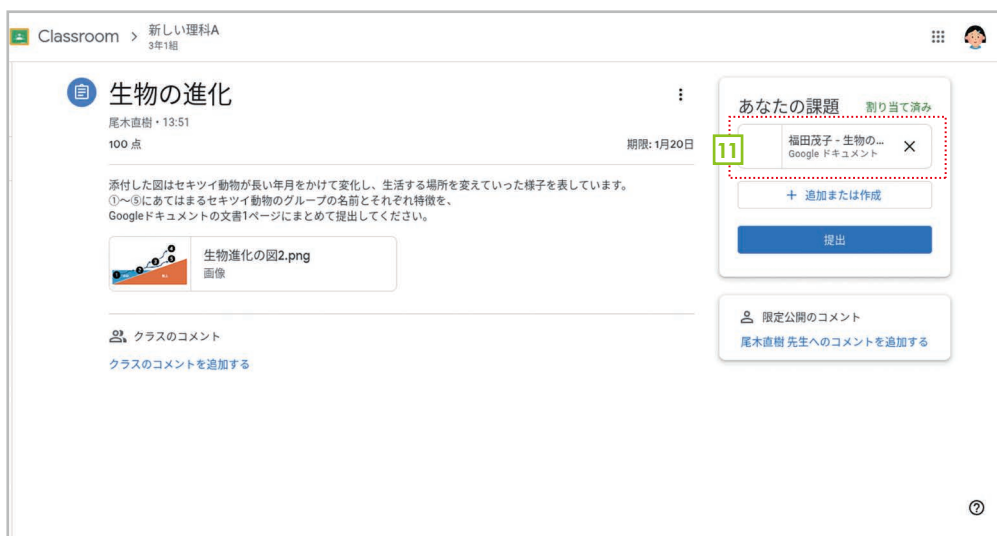 Classroom > 新しい理科A
3年1組
生物の進化
尾木直樹・13:51
100 点
期限: 1月20日
添付した図はセキツイ動物が長い年月をかけて変化し、生活する場所を変えていった様子を表しています。
①～⑤にあてはまるセキツイ動物のグループの名前とそれぞれ特徴を、
Googleドキュメントの文書1ページにまとめて提出してください。
生物進化の図2.png
画像
クラスのコメント
クラスのコメントを追加する
あなたの課題 割り当て済み
11
福田茂子 - 生物の...
Google ドキュメント
+ 追加または作成
提出
限定公開のコメント
尾木直樹 先生へのコメントを追加する